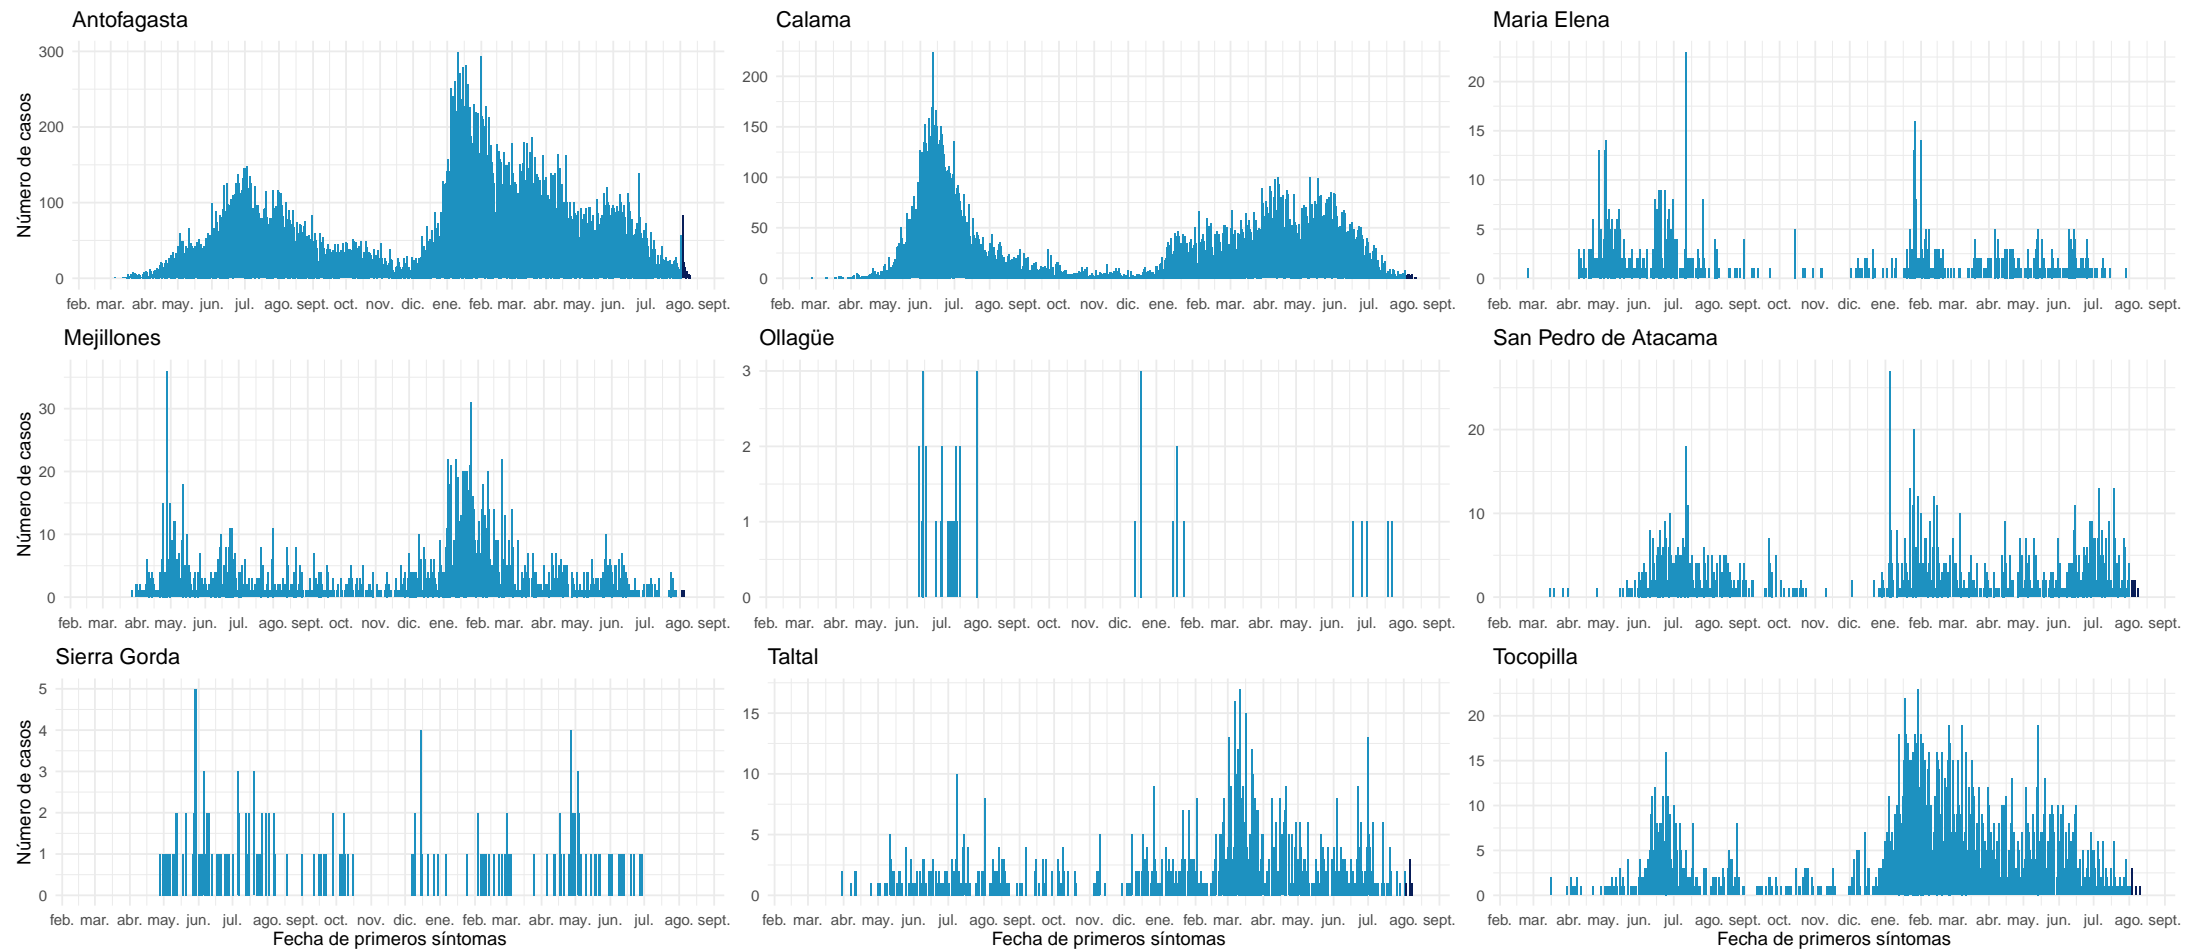 Antofagasta
Calama
Maria Elena
Número de casos
300
200
100
0
feb. mar. abr. may. jun. jul. ago. sept. oct. nov. dic. ene. feb. mar. abr. may. jun. jul. ago. sept.
200
150
100
50
0
feb. mar. abr. may. jun. jul. ago. sept. oct. nov. dic. ene. feb. mar. abr. may. jun. jul. ago. sept.
20
15
10
5
0
feb. mar. abr. may. jun. jul. ago. sept. oct. nov. dic. ene. feb. mar. abr. may. jun. jul. ago. sept.
Mejillones
Ollagüe
San Pedro de Atacama
Número de casos
30
20
10
0
feb. mar. abr. may. jun. jul. ago. sept. oct. nov. dic. ene. feb. mar. abr. may. jun. jul. ago. sept.
3
2
1
0
feb. mar. abr. may. jun. jul. ago. sept. oct. nov. dic. ene. feb. mar. abr. may. jun. jul. ago. sept.
20
10
0
feb. mar. abr. may. jun. jul. ago. sept. oct. nov. dic. ene. feb. mar. abr. may. jun. jul. ago. sept.
Sierra Gorda
Taltal
Tocopilla
Número de casos
5
4
3
2
1
0
feb. mar. abr. may. jun. jul. ago. sept. oct. nov. dic. ene. feb. mar. abr. may. jun. jul. ago. sept.
Fecha de primeros síntomas
15
10
5
0
feb. mar. abr. may. jun. jul. ago. sept. oct. nov. dic. ene. feb. mar. abr. may. jun. jul. ago. sept.
Fecha de primeros síntomas
20
15
10
5
0
feb. mar. abr. may. jun. jul. ago. sept. oct. nov. dic. ene. feb. mar. abr. may. jun. jul. ago. sept.
Fecha de primeros síntomas